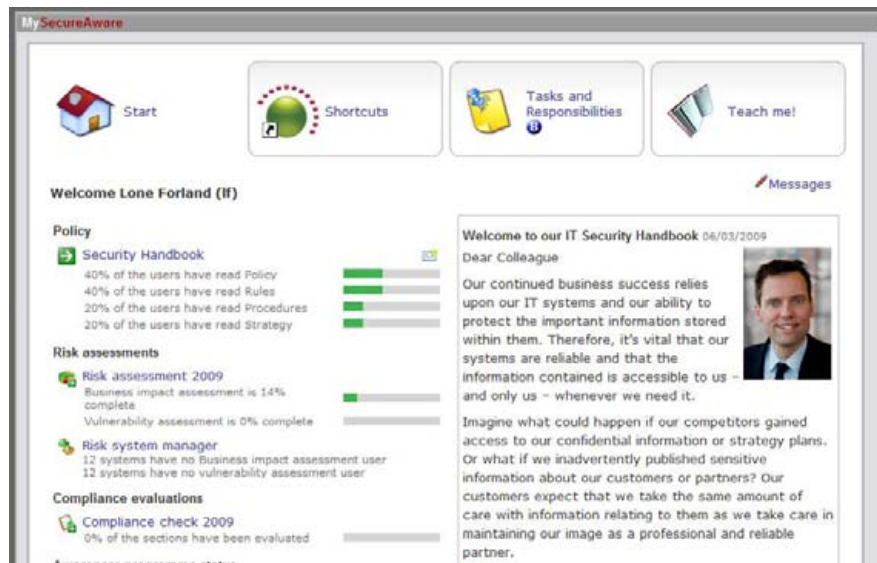 MySecureAware
Start
Shortcuts
Tasks and
Responsibilities
8
Teach me!
Messages
Welcome Lone Forland (lf)
Policy
Security Handbook
40% of the users have read Policy
40% of the users have read Rules
20% of the users have read Procedures
20% of the users have read Strategy
Risk assessments
Risk assessment 2009
Business impact assessment is 14%
complete
Vulnerability assessment is 0% complete
Risk system manager
12 systems have no Business impact assessment user
12 systems have no vulnerability assessment user
Compliance evaluations
Compliance check 2009
0% of the sections have been evaluated
Awareness programme status
Welcome to our IT Security Handbook 06/03/2009
Dear Colleague
Our continued business success relies
upon our IT systems and our ability to
protect the important information stored
within them. Therefore, it's vital that our
systems are reliable and that the
information contained is accessible to us –
and only us – whenever we need it.
Imagine what could happen if our competitors gained
access to our confidential information or strategy plans.
Or what if we inadvertently published sensitive
information about our customers or partners? Our
customers expect that we take the same amount of
care with information relating to them as we take care in
maintaining our image as a professional and reliable
partner.